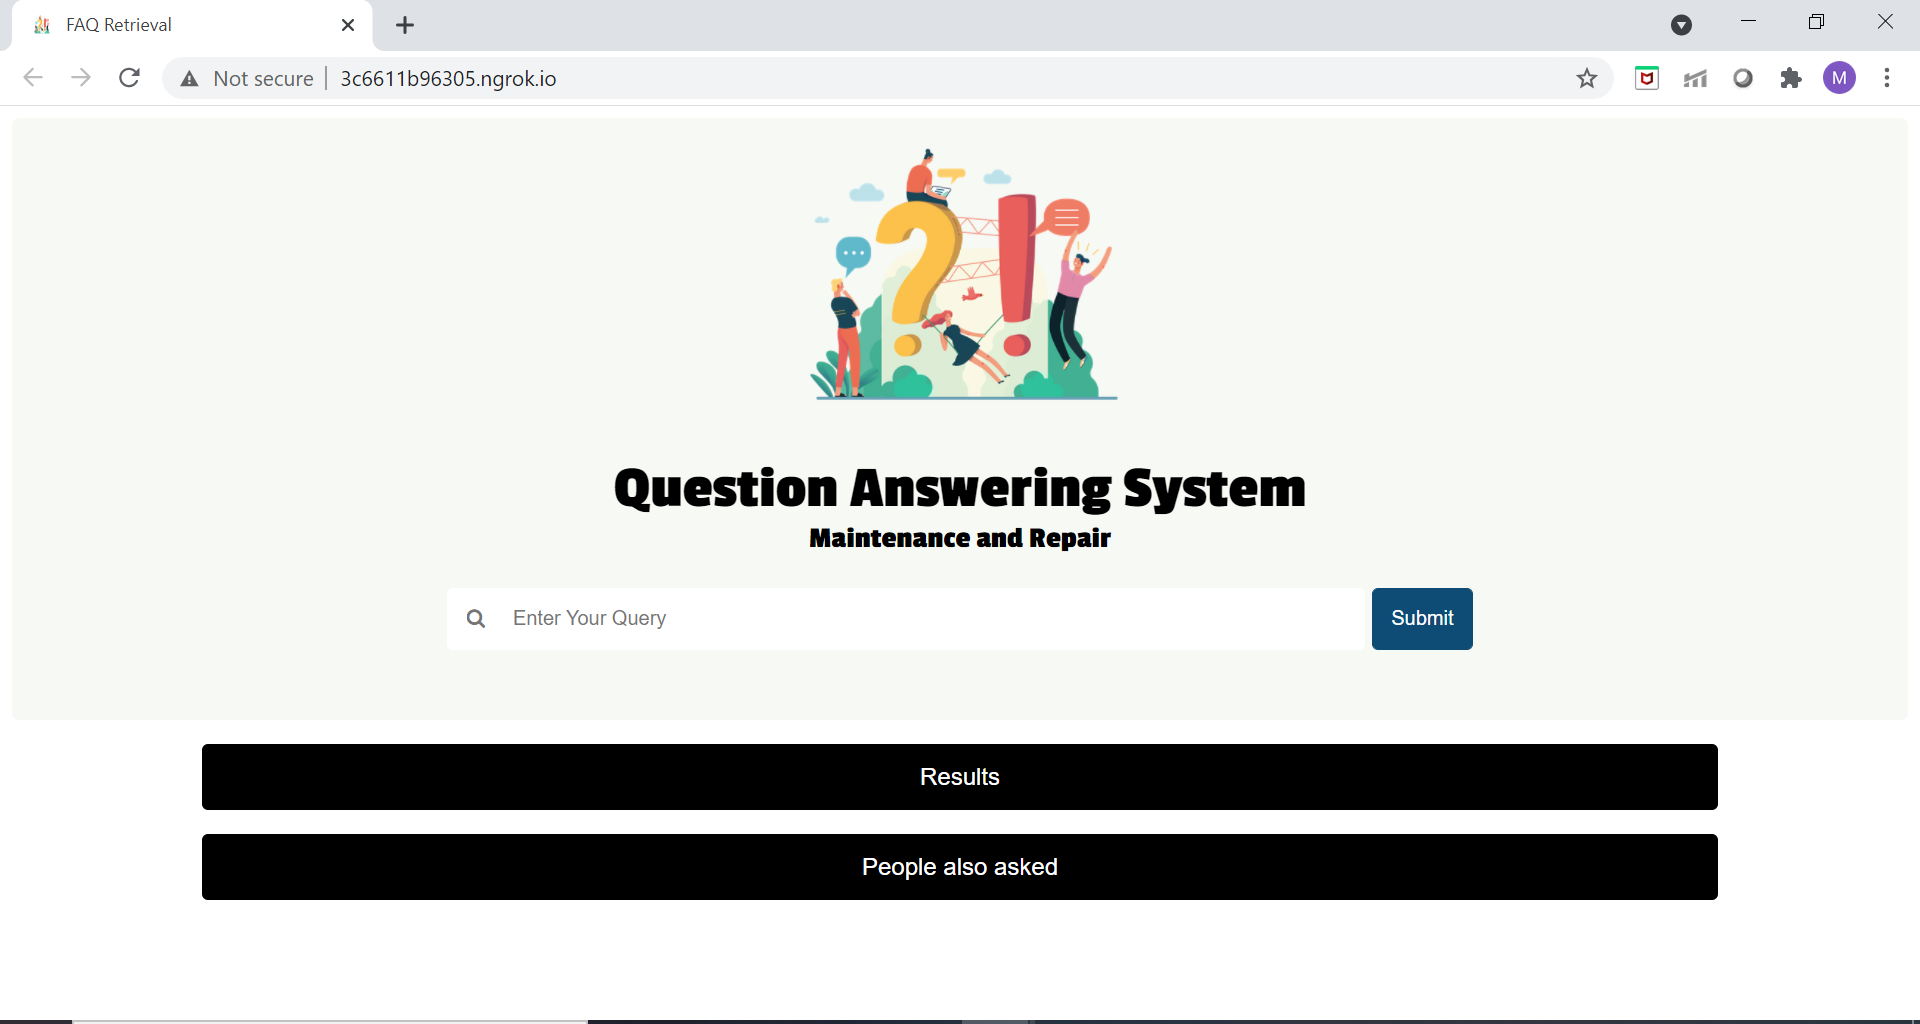 FAQ Retrieval
Not secure | 3c6611b96305.ngrok.io
M
?!
Question Answering System
Maintenance and Repair
Enter Your Query
Submit
Results
People also asked